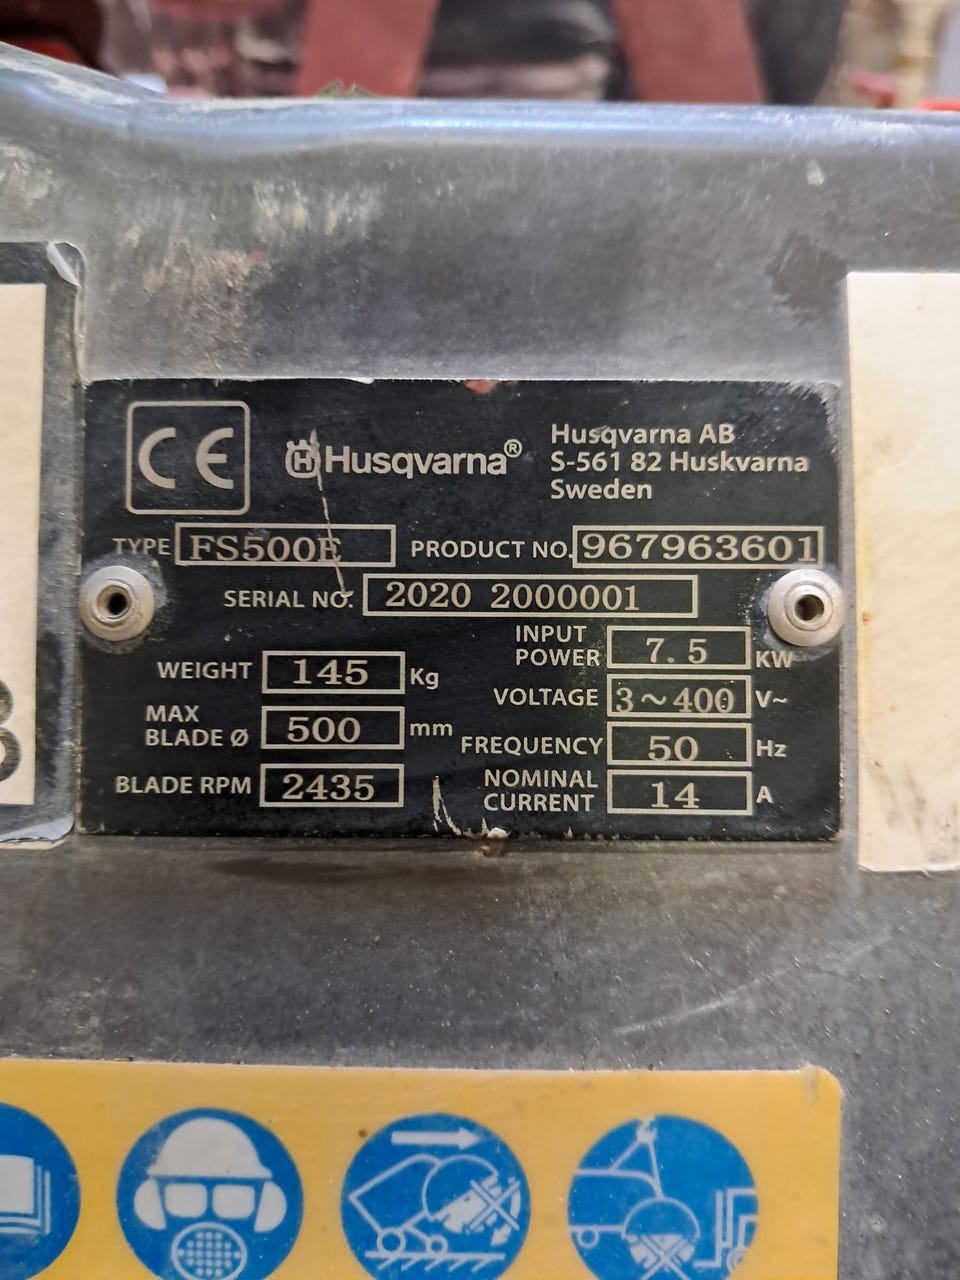 CE
Husqvarna®
Husqvarna AB
S-561 82 Huskvarna
Sweden
TYPE FS500E PRODUCT NO. 967963601
SERIAL NO. 2020 2000001
WEIGHT 145 Kg
MAX
BLADE Ø 500 mm
BLADE RPM 2435
INPUT
POWER 7.5 KW
VOLTAGE 3~400 V~
FREQUENCY 50 Hz
NOMINAL
CURRENT 14 A